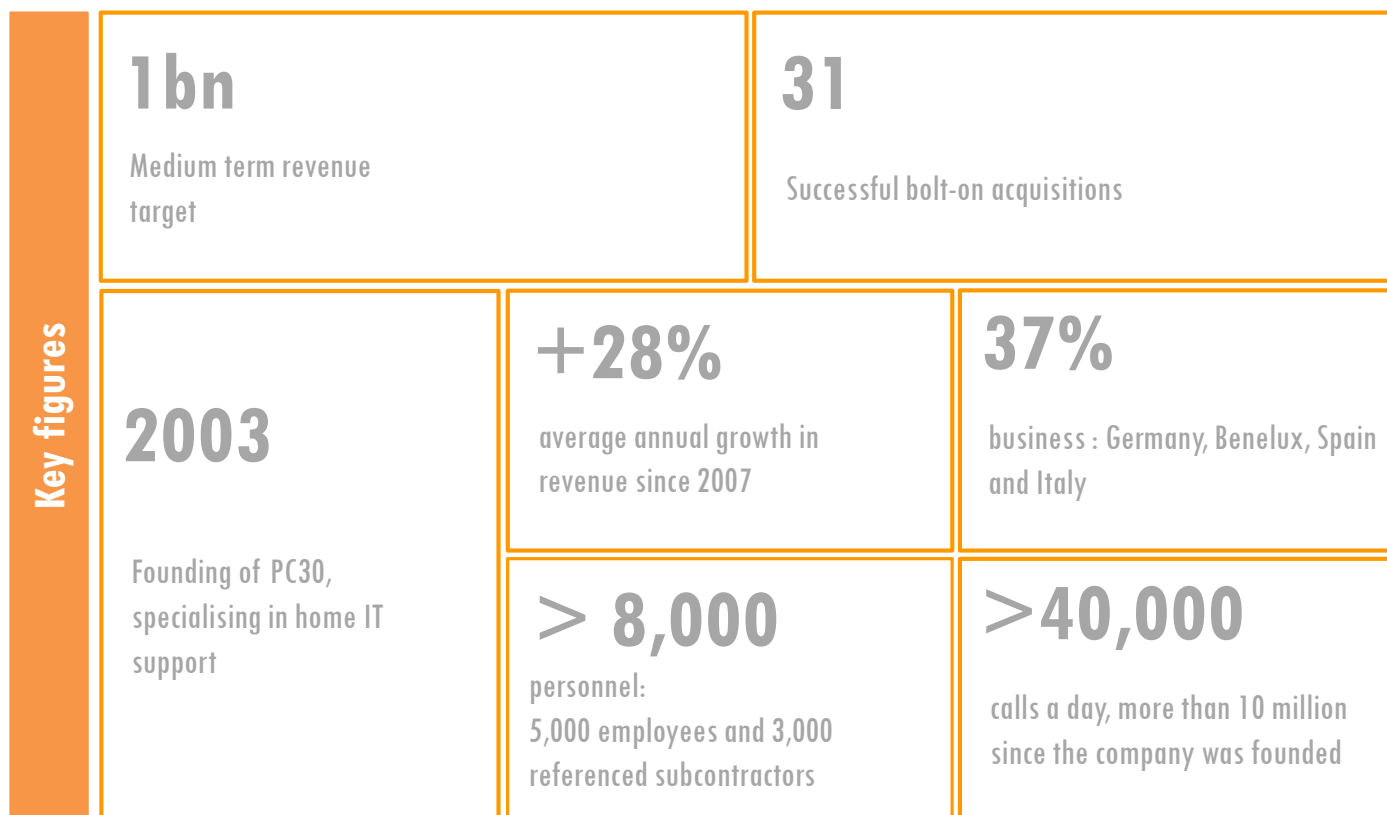 Key figures
1bn
Medium term revenue
target
31
Successful bolt-on acquisitions
2003
Founding of PC30,
specialising in home IT
support
+28%
average annual growth in
revenue since 2007
37%
business : Germany, Benelux, Spain
and Italy
> 8,000
personnel:
5,000 employees and 3,000
referenced subcontractors
>40,000
calls a day, more than 10 million
since the company was founded